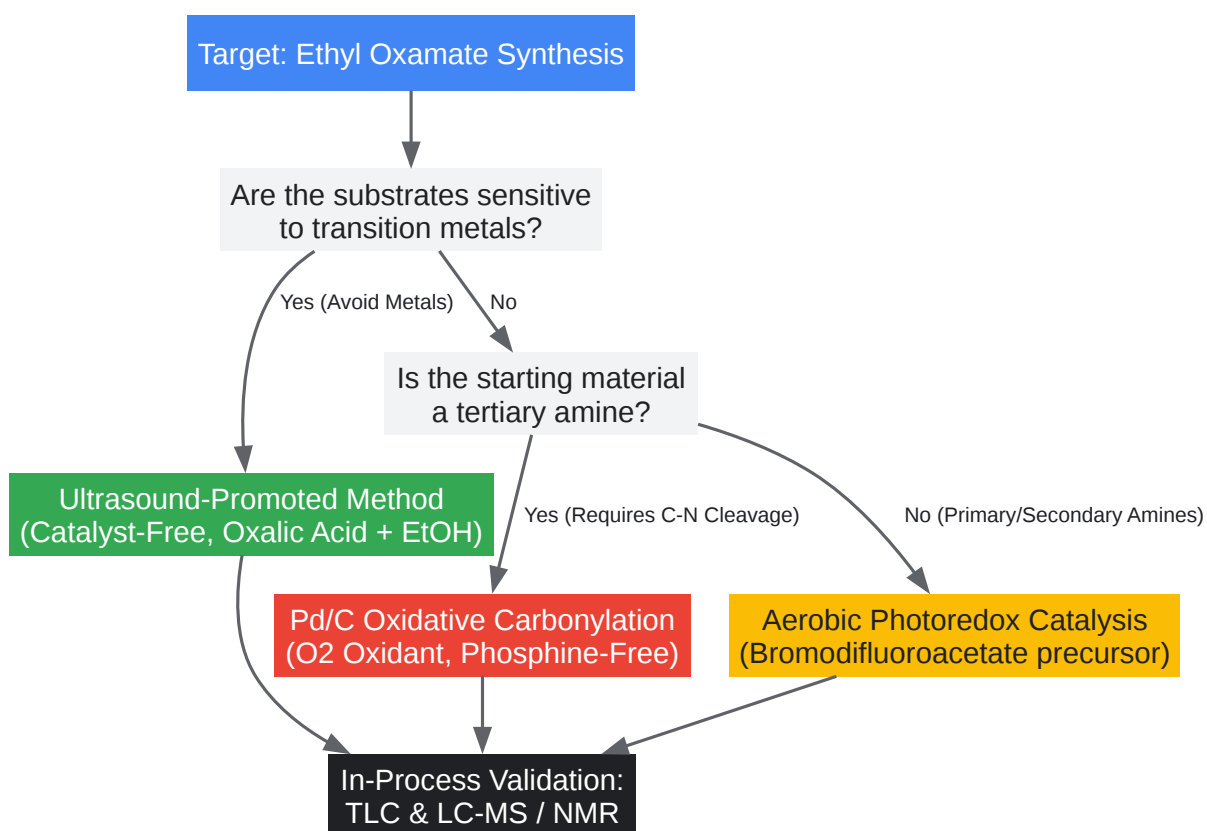 Target: Ethyl Oxamate Synthesis
Are the substrates sensitive
to transition metals?
Yes (Avoid Metals)
No
Is the starting material
a tertiary amine?
Ultrasound-Promoted Method
(Catalyst-Free, Oxalic Acid + EtOH)
Yes (Requires C-N Cleavage)
No (Primary/Secondary Amines)
Pd/C Oxidative Carbonylation
(O2 Oxidant, Phosphine-Free)
Aerobic Photoredox Catalysis
(Bromodifluoroacetate precursor)
In-Process Validation:
TLC & LC-MS / NMR